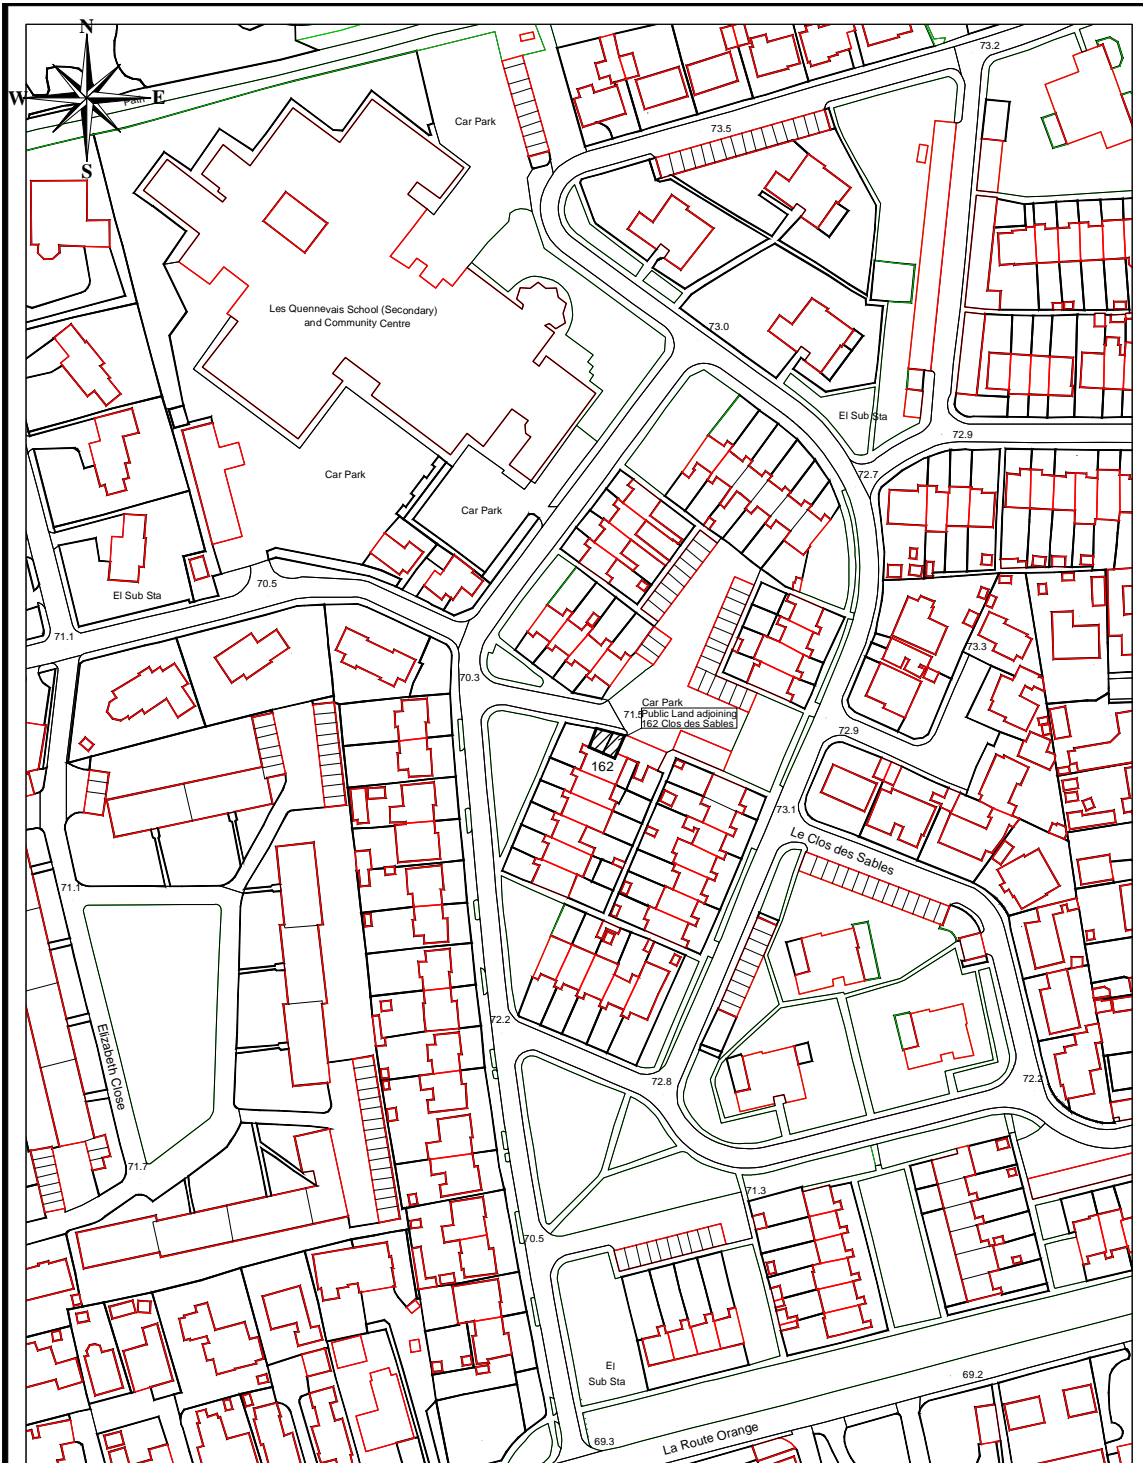 N
W
E
S
Path
73.2
Car Park
73.5
Les Quennevais School (Secondary)
and Community Centre
73.0
El Sub Sta
72.9
72.7
Car Park
Car Park
70.5
El Sub Sta
71.1
73.3
70.3
Car Park
71.5
Public Land adjoining
162 Clos des Sables
72.9
162
73.1
Le Clos des Sables
71.1
72.2
Elizabeth Close
72.8
72.2
71.7
71.3
70.5
El
Sub Sta
69.2
69.3
La Route Orange